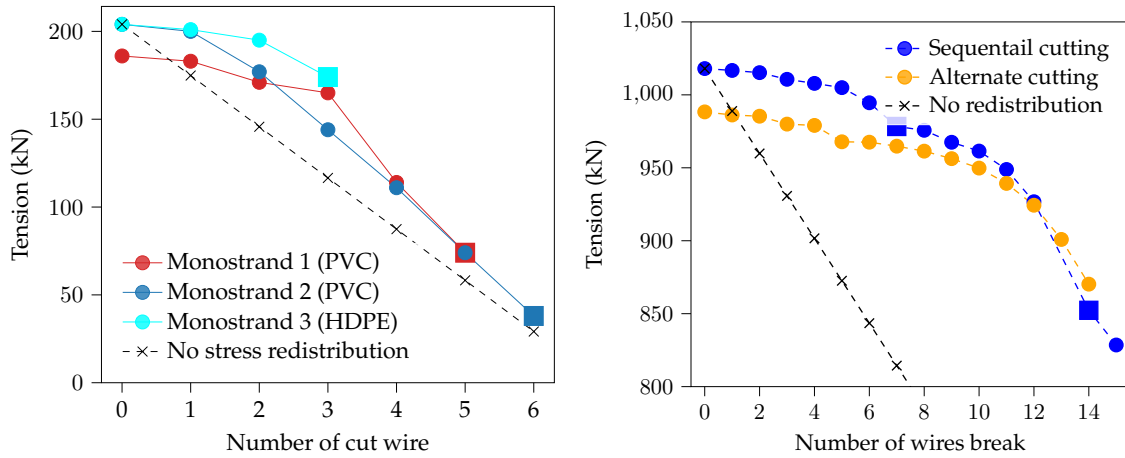 200
150
100
50
0
Tension (kN)
Monostrand 1 (PVC)
Monostrand 2 (PVC)
Monostrand 3 (HDPE)
No stress redistribution
0 1 2 3 4 5 6
Number of cut wire
1,050
1,000
950
900
850
800
Tension (kN)
Sequentail cutting
Alternate cutting
No redistribution
0 2 4 6 8 10 12 14
Number of wires break